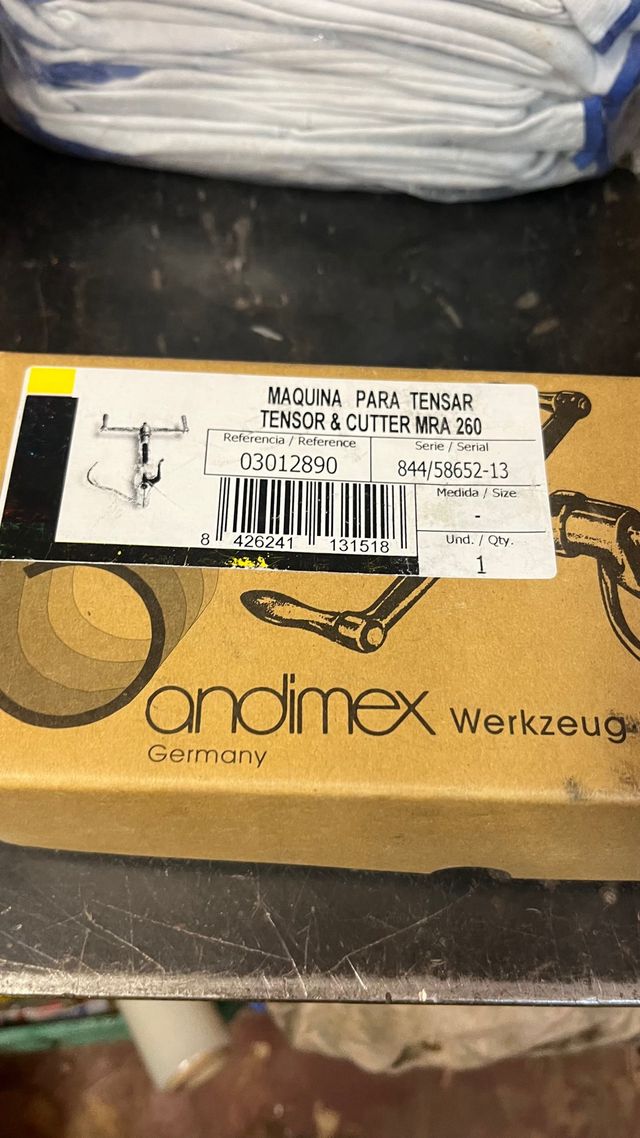 MAQUINA PARA TENSAR
TENSOR & CUTTER MRA 260
Referencia / Reference
03012890
Serie / Serial
844/58652-13
Medida / Size
-
Und. / Qty.
1
8 426241 131518
andimex Werkzeug
Germany